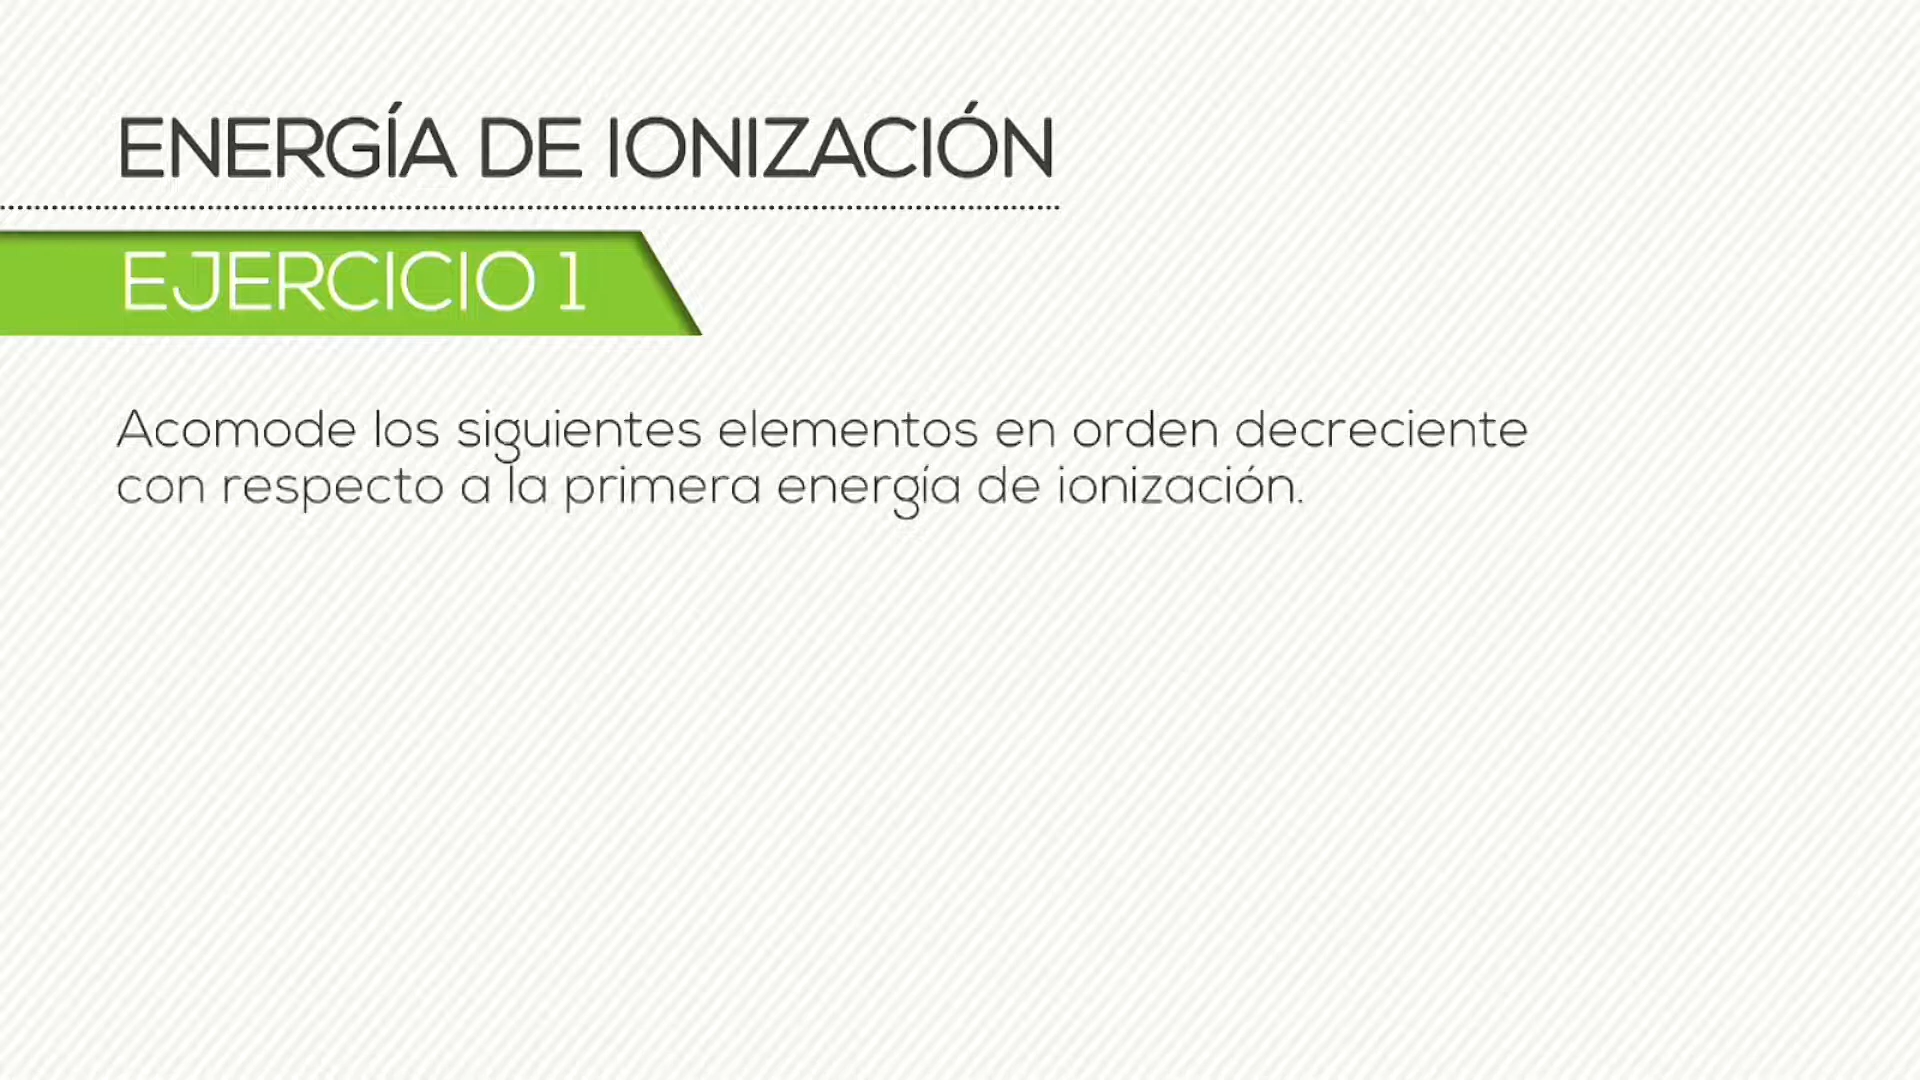 ENERGÍA DE IONIZACIÓN
EJERCICIO 1
Acomode los siguientes elementos en orden decreciente
con respecto a la primera energía de ionización.